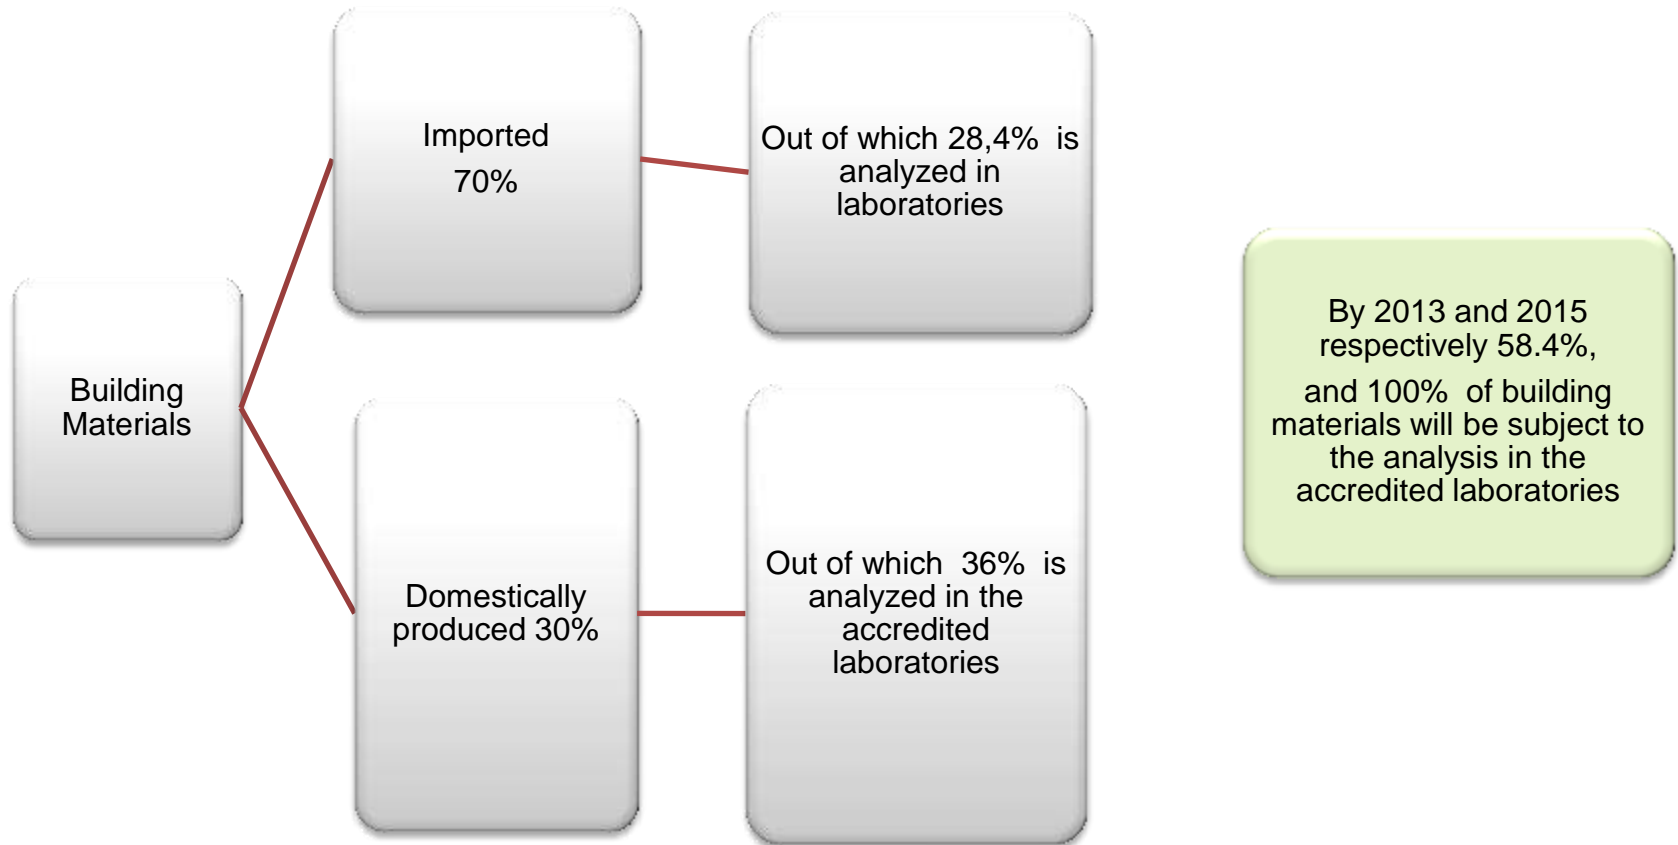 Building
Materials
Imported
70%
Out of which 28,4% is
analyzed in
laboratories
Domestically
produced 30%
Out of which 36% is
analyzed in the
accredited
laboratories
By 2013 and 2015
respectively 58.4%,
and 100% of building
materials will be subject to
the analysis in the
accredited laboratories